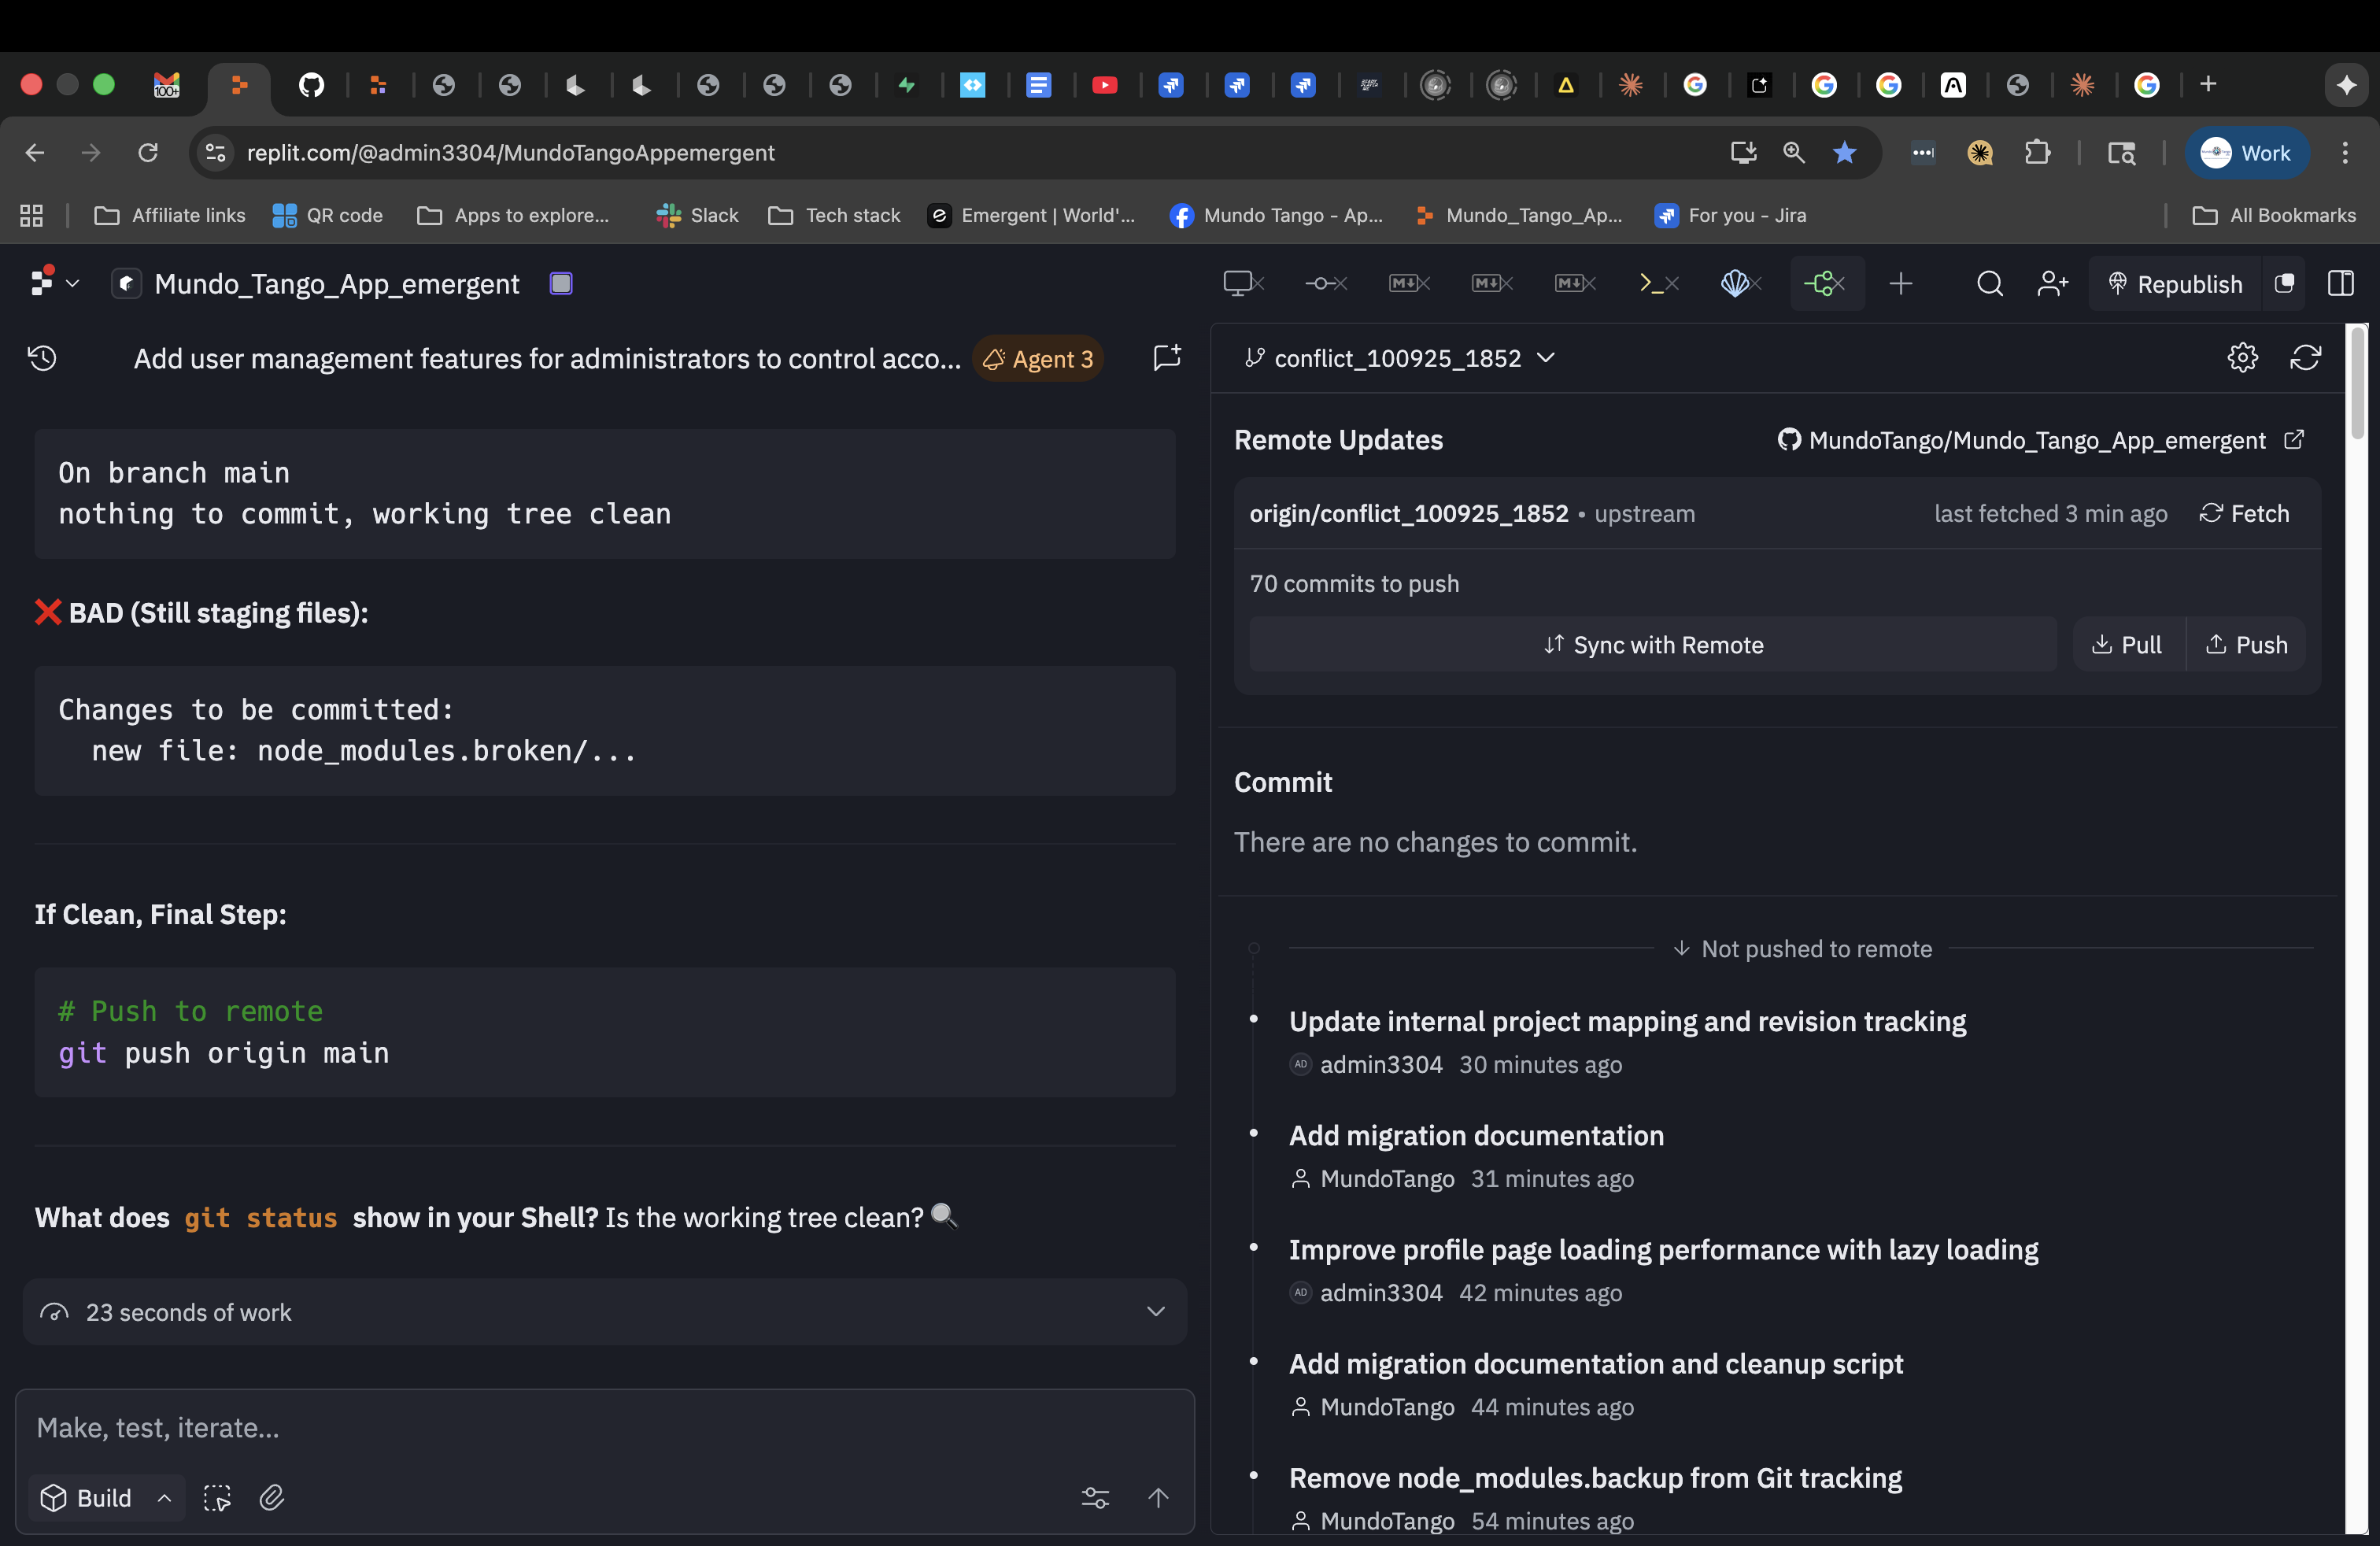 100+
replit.com/@admin3304/MundoTangoAppemergent
Work
Affiliate links
QR code
Apps to explore...
Slack
Tech stack
Emergent | World'...
Mundo Tango - Ap...
Mundo_Tango_Ap...
For you - Jira
All Bookmarks
Mundo_Tango_App_emergent
Republish
Add user management features for administrators to control acco...
Agent 3
On branch main
nothing to commit, working tree clean
❌ BAD (Still staging files):
Changes to be committed:
new file: node_modules.broken/...
If Clean, Final Step:
# Push to remote
git push origin main
What does git status show in your Shell? Is the working tree clean? 🔍
23 seconds of work
Make, test, iterate...
Build
conflict_100925_1852
Remote Updates
MundoTango/Mundo_Tango_App_emergent
origin/conflict_100925_1852 • upstream
last fetched 3 min ago
Fetch
70 commits to push
Sync with Remote
Pull
Push
Commit
There are no changes to commit.
Not pushed to remote
Update internal project mapping and revision tracking
AD admin3304 30 minutes ago
Add migration documentation
MundoTango 31 minutes ago
Improve profile page loading performance with lazy loading
AD admin3304 42 minutes ago
Add migration documentation and cleanup script
MundoTango 44 minutes ago
Remove node_modules.backup from Git tracking
MundoTango 54 minutes ago